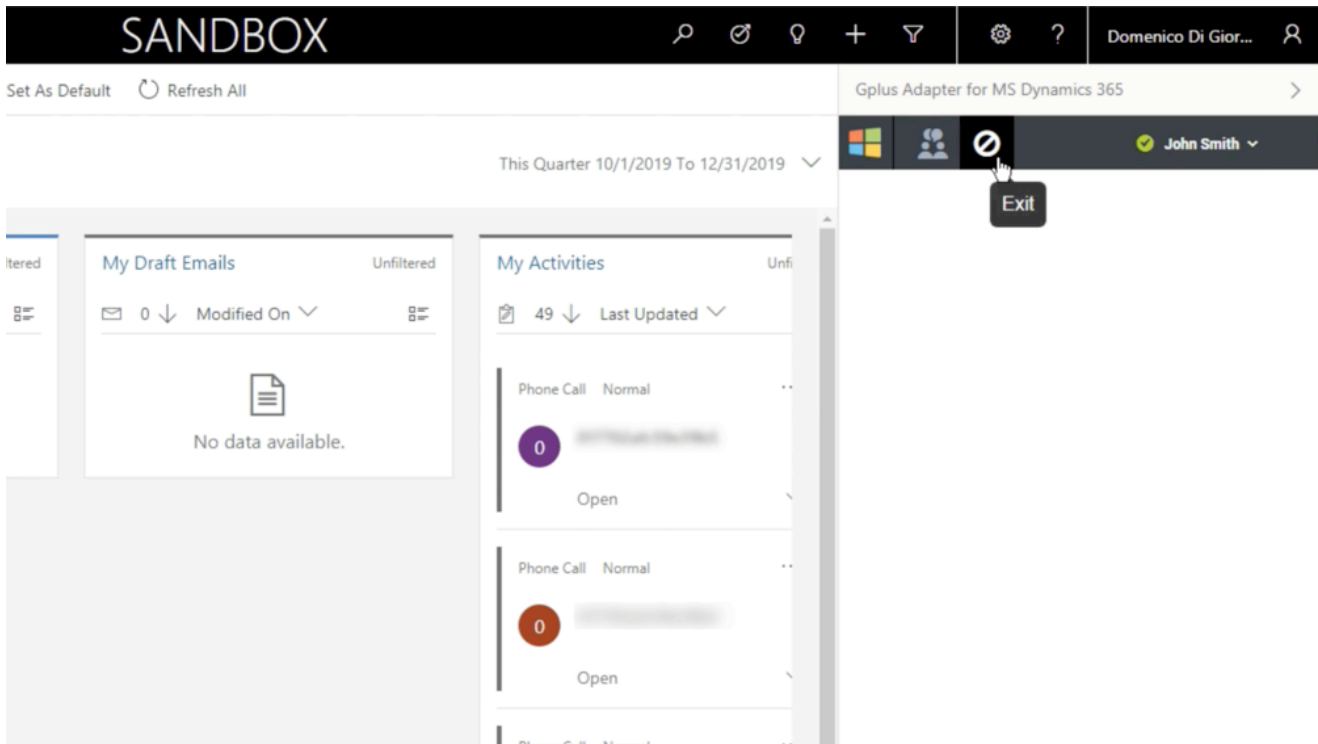 SANDBOX
Domenico Di Gior...
Set As Default
Refresh All
Gplus Adapter for MS Dynamics 365
John Smith
This Quarter 10/1/2019 To 12/31/2019
Exit
My Draft Emails
Unfiltered
My Activities
0
Modified On
49
Last Updated
Phone Call Normal
0
No data available.
Open
Phone Call Normal
0
Open